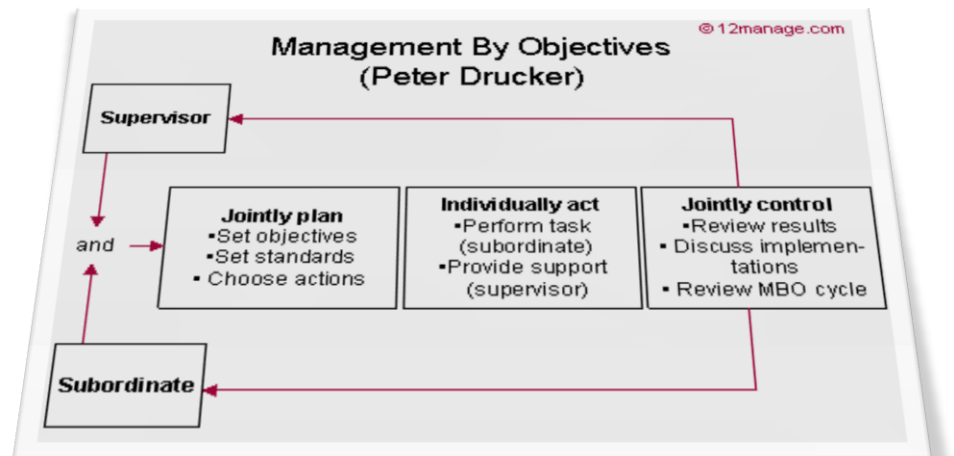 © 12manage.com
Management By Objectives
(Peter Drucker)
Supervisor
and
Jointly plan
▪Set objectives
▪Set standards
▪ Choose actions
Individually act
▪Perform task
(subordinate)
▪Provide support
(supervisor)
Jointly control
▪Review results
▪ Discuss implemen-
tations
▪ Review MBO cycle
Subordinate